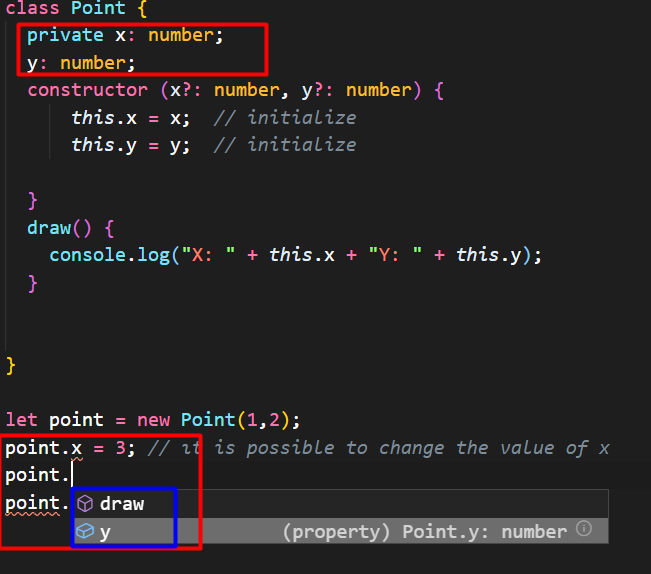 class Point {
private x: number;
y: number;
constructor (x?: number, y?: number) {
this.x = x;  // initialize
this.y = y;  // initialize
}
draw() {
console.log("X: " + this.x + "Y: " + this.y);
}
}
let point = new Point(1,2);
point.x = 3; // it is possible to change the value of x
point.
point.
draw
y (property) Point.y: number